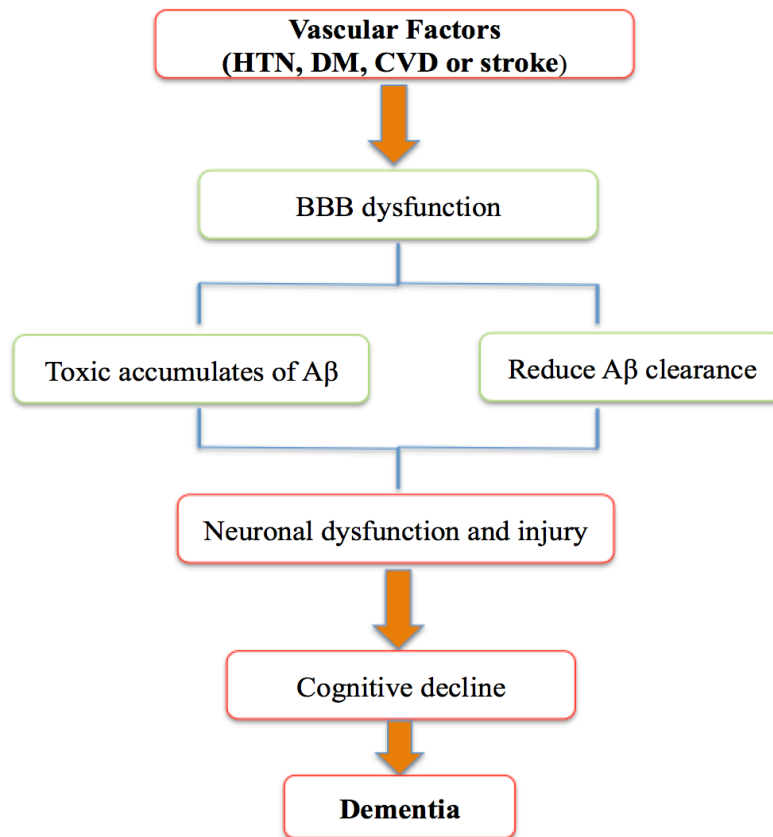 Vascular Factors
(HTN, DM, CVD or stroke)
BBB dysfunction
Toxic accumulates of Aβ
Reduce Aβ clearance
Neuronal dysfunction and injury
Cognitive decline
Dementia